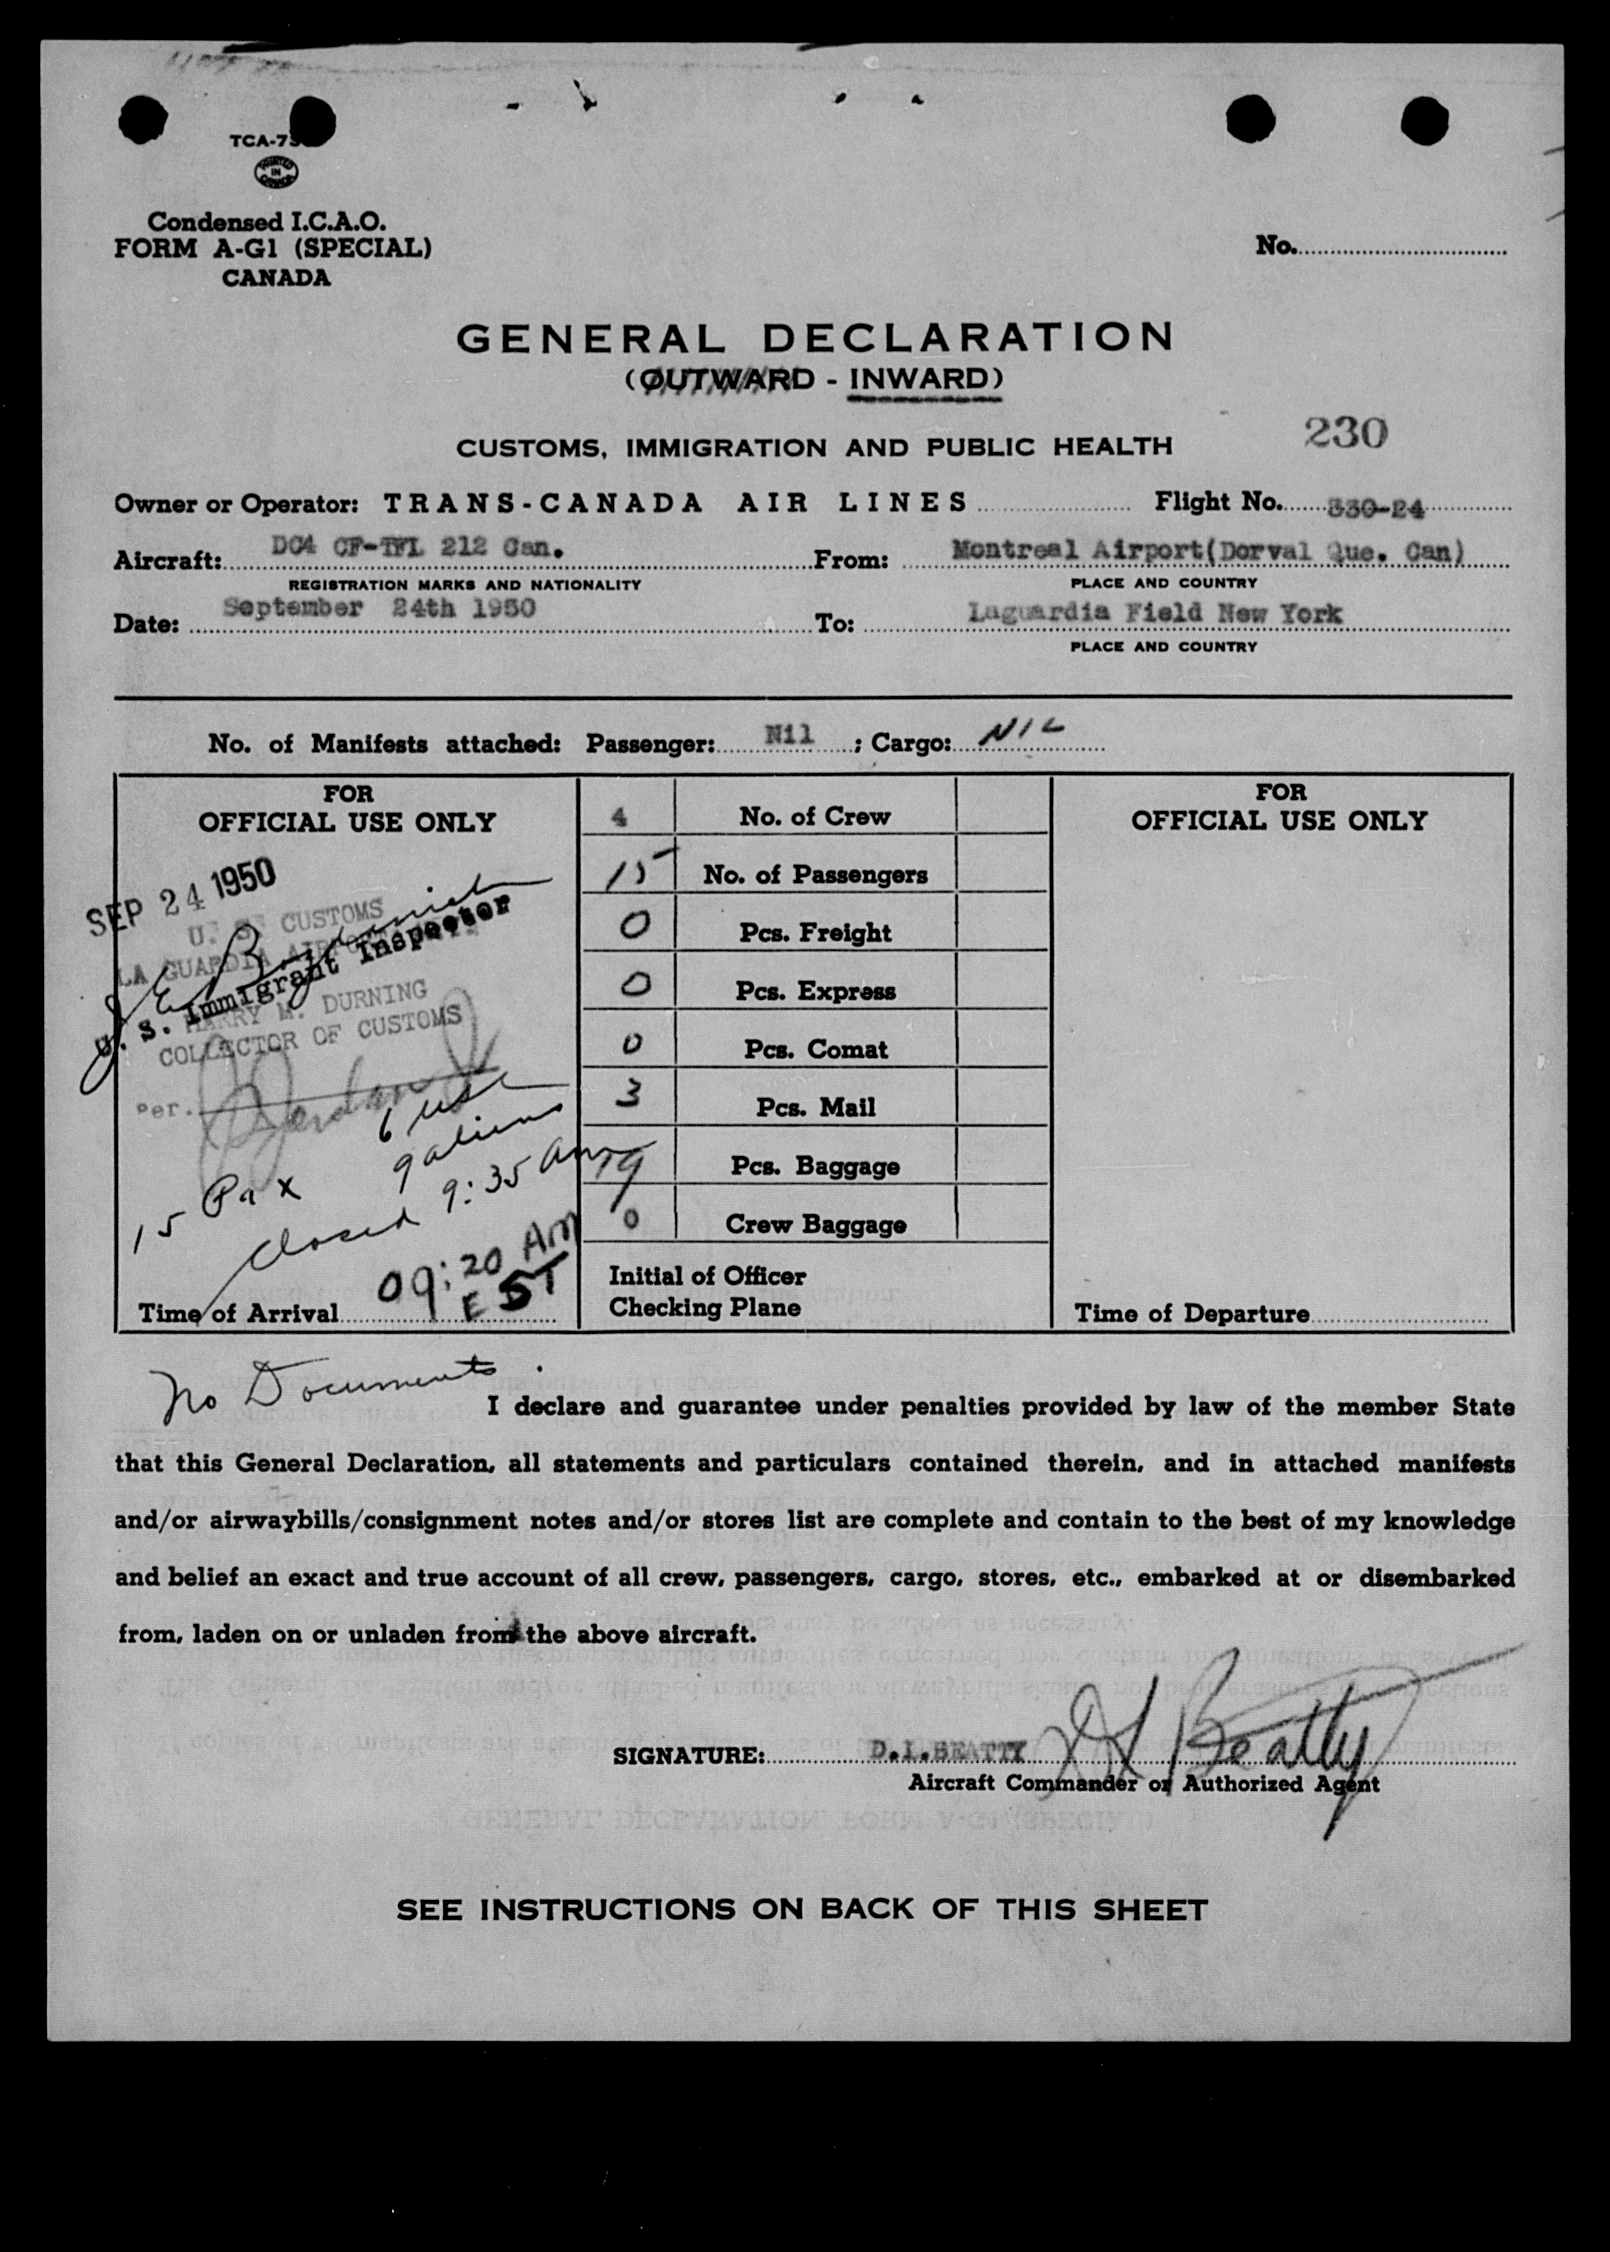 TCA-75
PRINTED IN CANADA
Condensed I.C.A.O.
FORM A-G1 (SPECIAL)
CANADA
No.
GENERAL DECLARATION
(OUTWARD - INWARD)
230
CUSTOMS, IMMIGRATION AND PUBLIC HEALTH
Owner or Operator: TRANS-CANADA AIR LINES Flight No. 330-24
Aircraft: DC4 CF-TFL 212 Can. From: Montreal Airport(Dorval Que. Can)
REGISTRATION MARKS AND NATIONALITY PLACE AND COUNTRY
Date: September 24th 1950 To: Laguardia Field New York
PLACE AND COUNTRY
No. of Manifests attached: Passenger: Nil ; Cargo: NIL
FOR
OFFICIAL USE ONLY
SEP 24 1950
U. S. CUSTOMS
LA GUARDIA AIRPORT
U. S. Immigrant Inspector
HARRY M. DURNING
COLLECTOR OF CUSTOMS
Per.
6 usc
9 aliens
15 Pax
Closed 9:35 am
09:20 AM
EDST
Time of Arrival
4 No. of Crew
15 No. of Passengers
0 Pcs. Freight
0 Pcs. Express
0 Pcs. Comat
3 Pcs. Mail
19 Pcs. Baggage
0 Crew Baggage
Initial of Officer
Checking Plane
FOR
OFFICIAL USE ONLY
Time of Departure
No Documents.
I declare and guarantee under penalties provided by law of the member State
that this General Declaration, all statements and particulars contained therein, and in attached manifests
and/or airwaybills/consignment notes and/or stores list are complete and contain to the best of my knowledge
and belief an exact and true account of all crew, passengers, cargo, stores, etc., embarked at or disembarked
from, laden on or unladen from the above aircraft.
SIGNATURE: D.I.BEATTY DI Beatty
Aircraft Commander or Authorized Agent
SEE INSTRUCTIONS ON BACK OF THIS SHEET